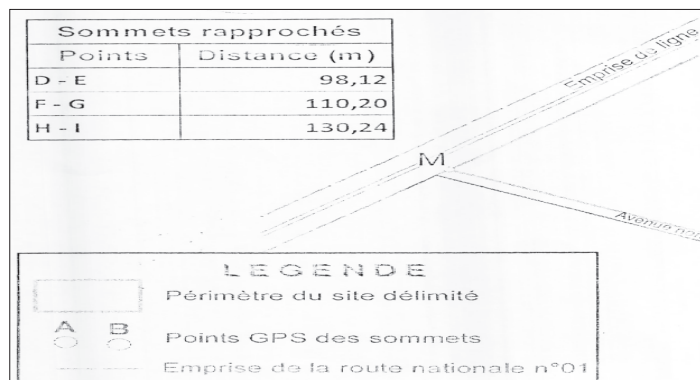 Sommets rapprochés
Points Distance (m)
D - E 98,12
F - G 110,20
H - I 130,24
Emprise de ligne
M
Avenue
LEGENDE
Périmètre du site délimité
A B
Points GPS des sommets
Emprise de la route nationale n°01